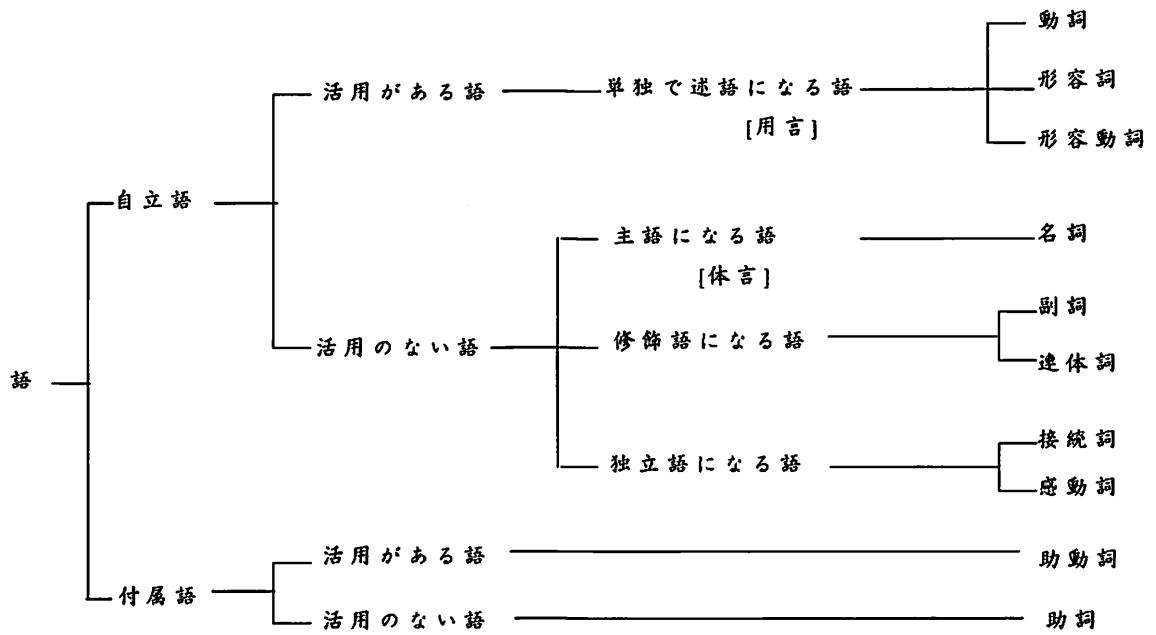 動詞
活用がある語 単独で述語になる語 形容詞
[用言]
形容動詞
自立語
主語になる語 名詞
[体言]
副詞
活用のない語 修飾語になる語
連体詞
語
接続詞
独立語になる語
感動詞
活用がある語 助動詞
付属語
活用のない語 助詞